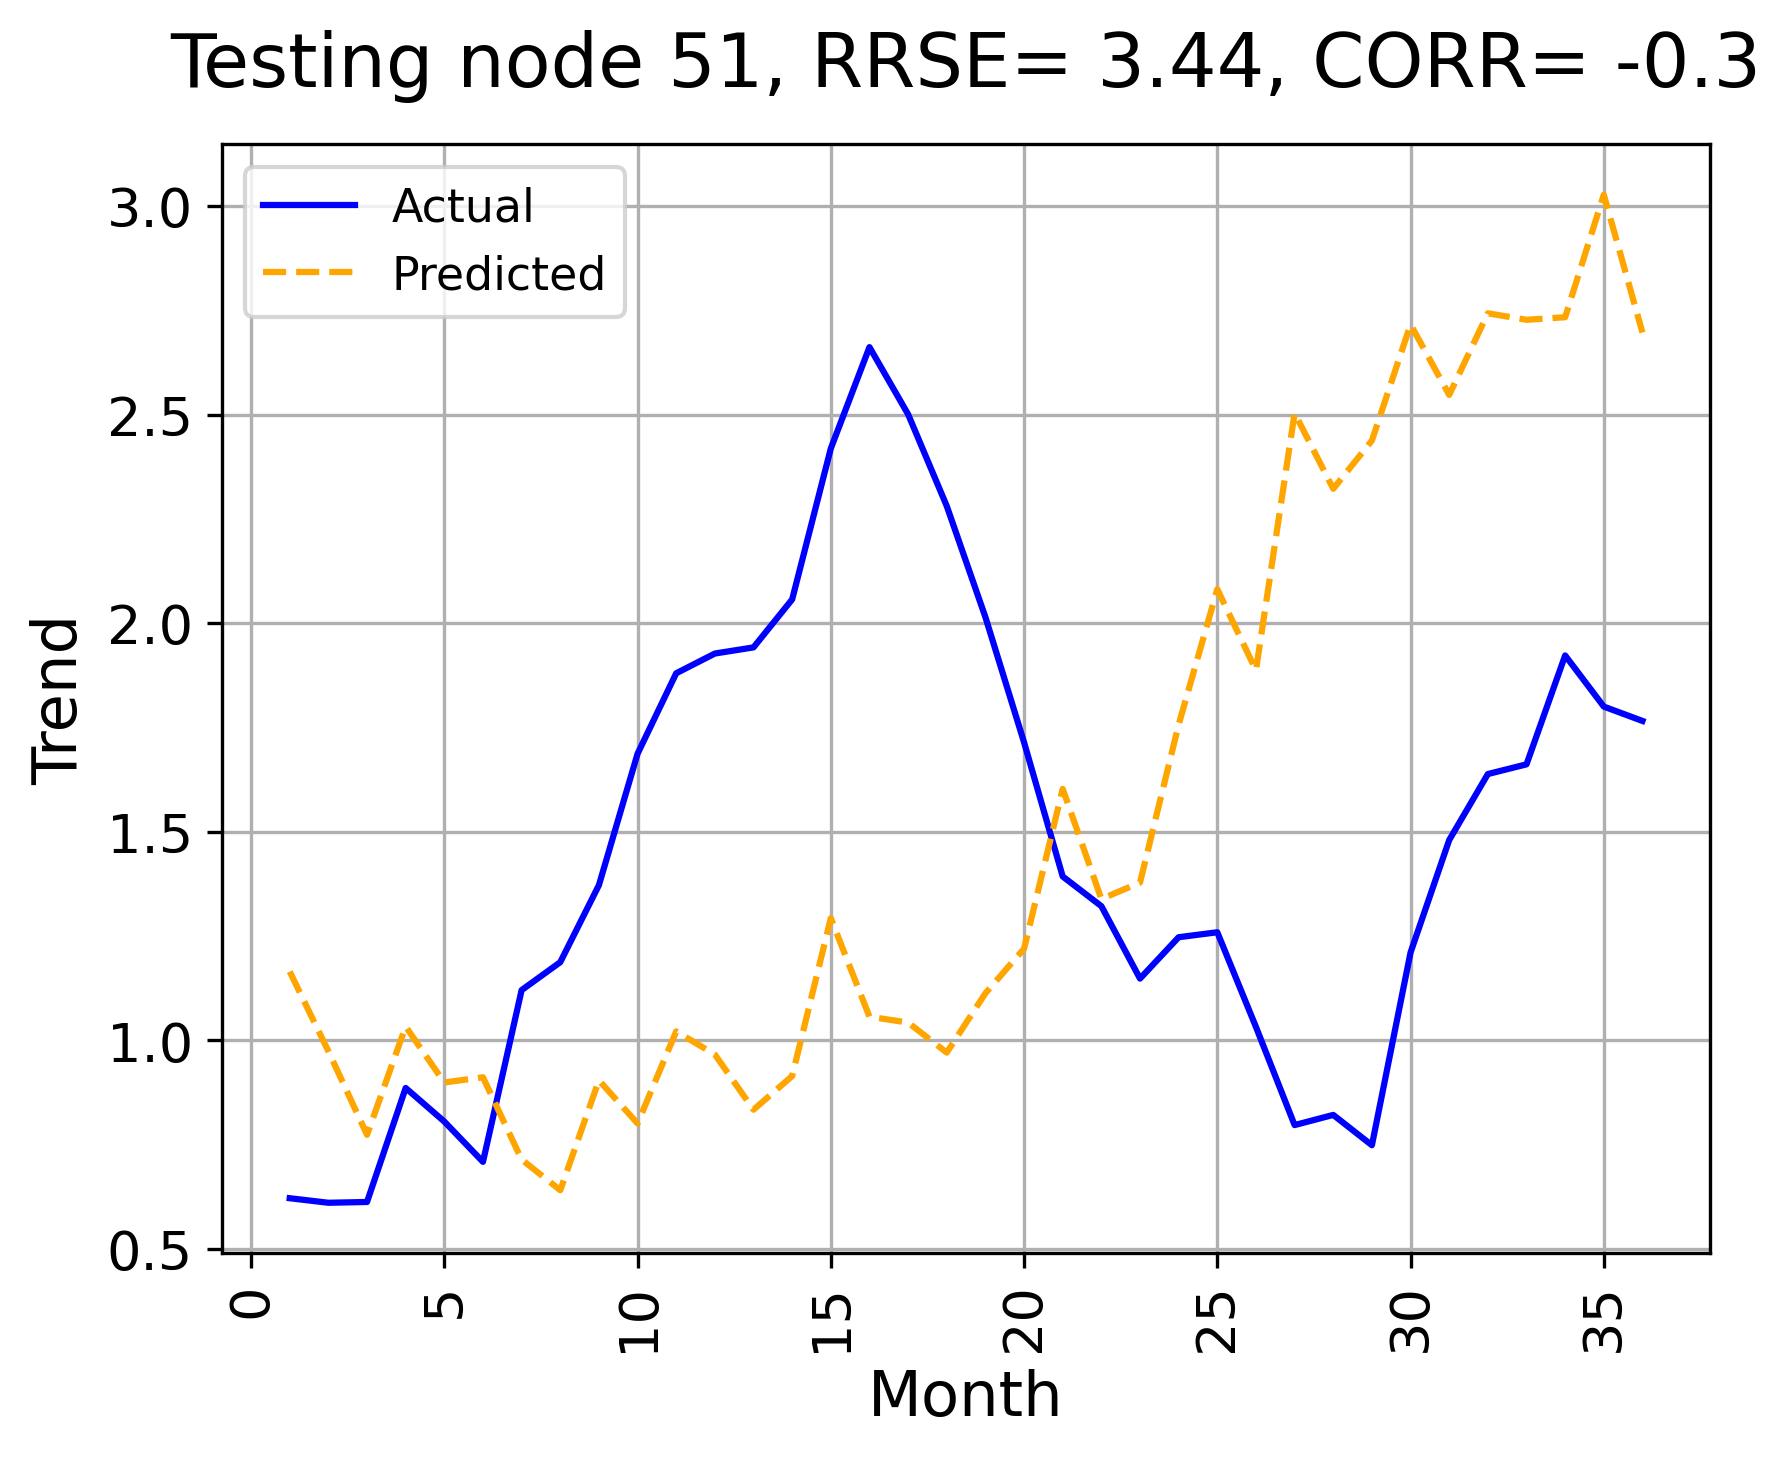 Testing node 51, RRSE= 3.44, CORR= -0.3
Actual
Predicted
3.0
2.5
2.0
1.5
1.0
0.5
Trend
0 5 10 15 20 25 30 35
Month